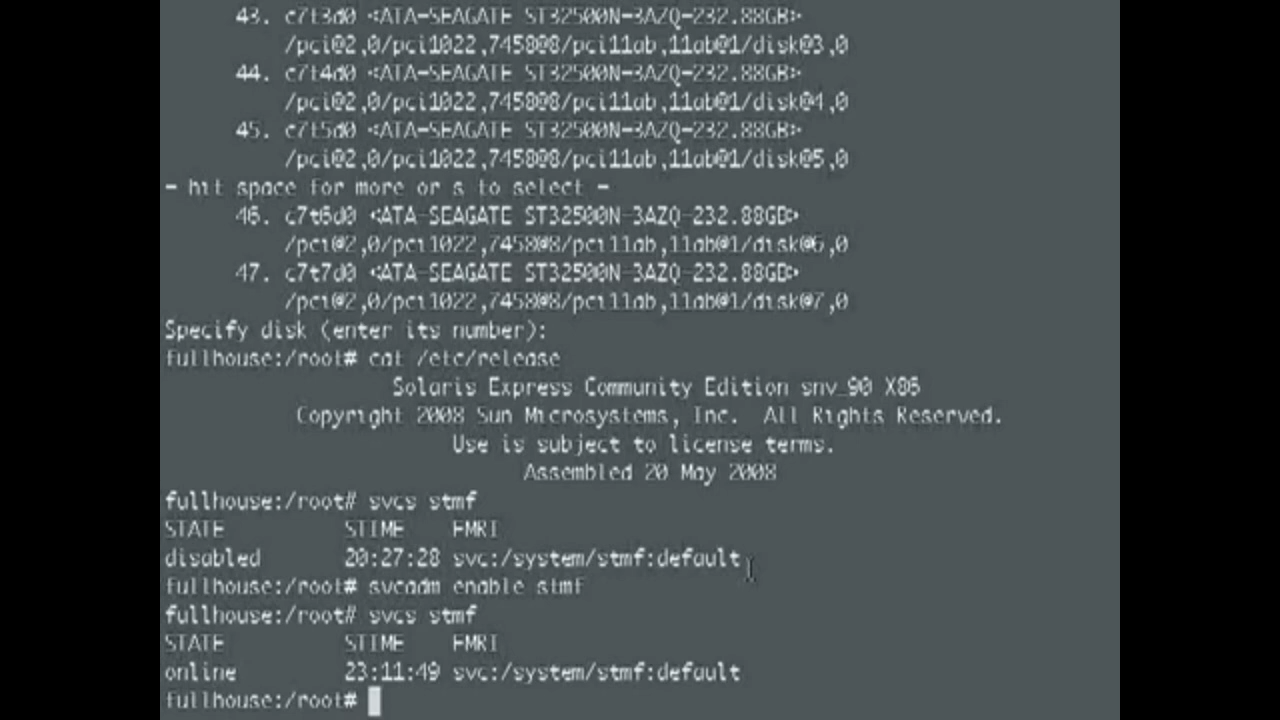 43. c7t3d0 <ATA-SEAGATE ST32500N-3AZQ-232.88GB>
/pci@2,0/pci1022,7458@8/pci11ab,11ab@1/disk@3,0
44. c7t4d0 <ATA-SEAGATE ST32500N-3AZQ-232.88GB>
/pci@2,0/pci1022,7458@8/pci11ab,11ab@1/disk@4,0
45. c7t5d0 <ATA-SEAGATE ST32500N-3AZQ-232.88GB>
/pci@2,0/pci1022,7458@8/pci11ab,11ab@1/disk@5,0
- hit space for more or s to select -
46. c7t6d0 <ATA-SEAGATE ST32500N-3AZQ-232.88GB>
/pci@2,0/pci1022,7458@8/pci11ab,11ab@1/disk@6,0
47. c7t7d0 <ATA-SEAGATE ST32500N-3AZQ-232.88GB>
/pci@2,0/pci1022,7458@8/pci11ab,11ab@1/disk@7,0
Specify disk (enter its number):
fullhouse:/root# cat /etc/release
Solaris Express Community Edition snv_90 X86
Copyright 2008 Sun Microsystems, Inc. All Rights Reserved.
Use is subject to license terms.
Assembled 20 May 2008
fullhouse:/root# svcs stmf
STATE STIME FMRI
disabled 20:27:28 svc:/system/stmf:default
fullhouse:/root# svcadm enable stmf
fullhouse:/root# svcs stmf
STATE STIME FMRI
online 23:11:49 svc:/system/stmf:default
fullhouse:/root#